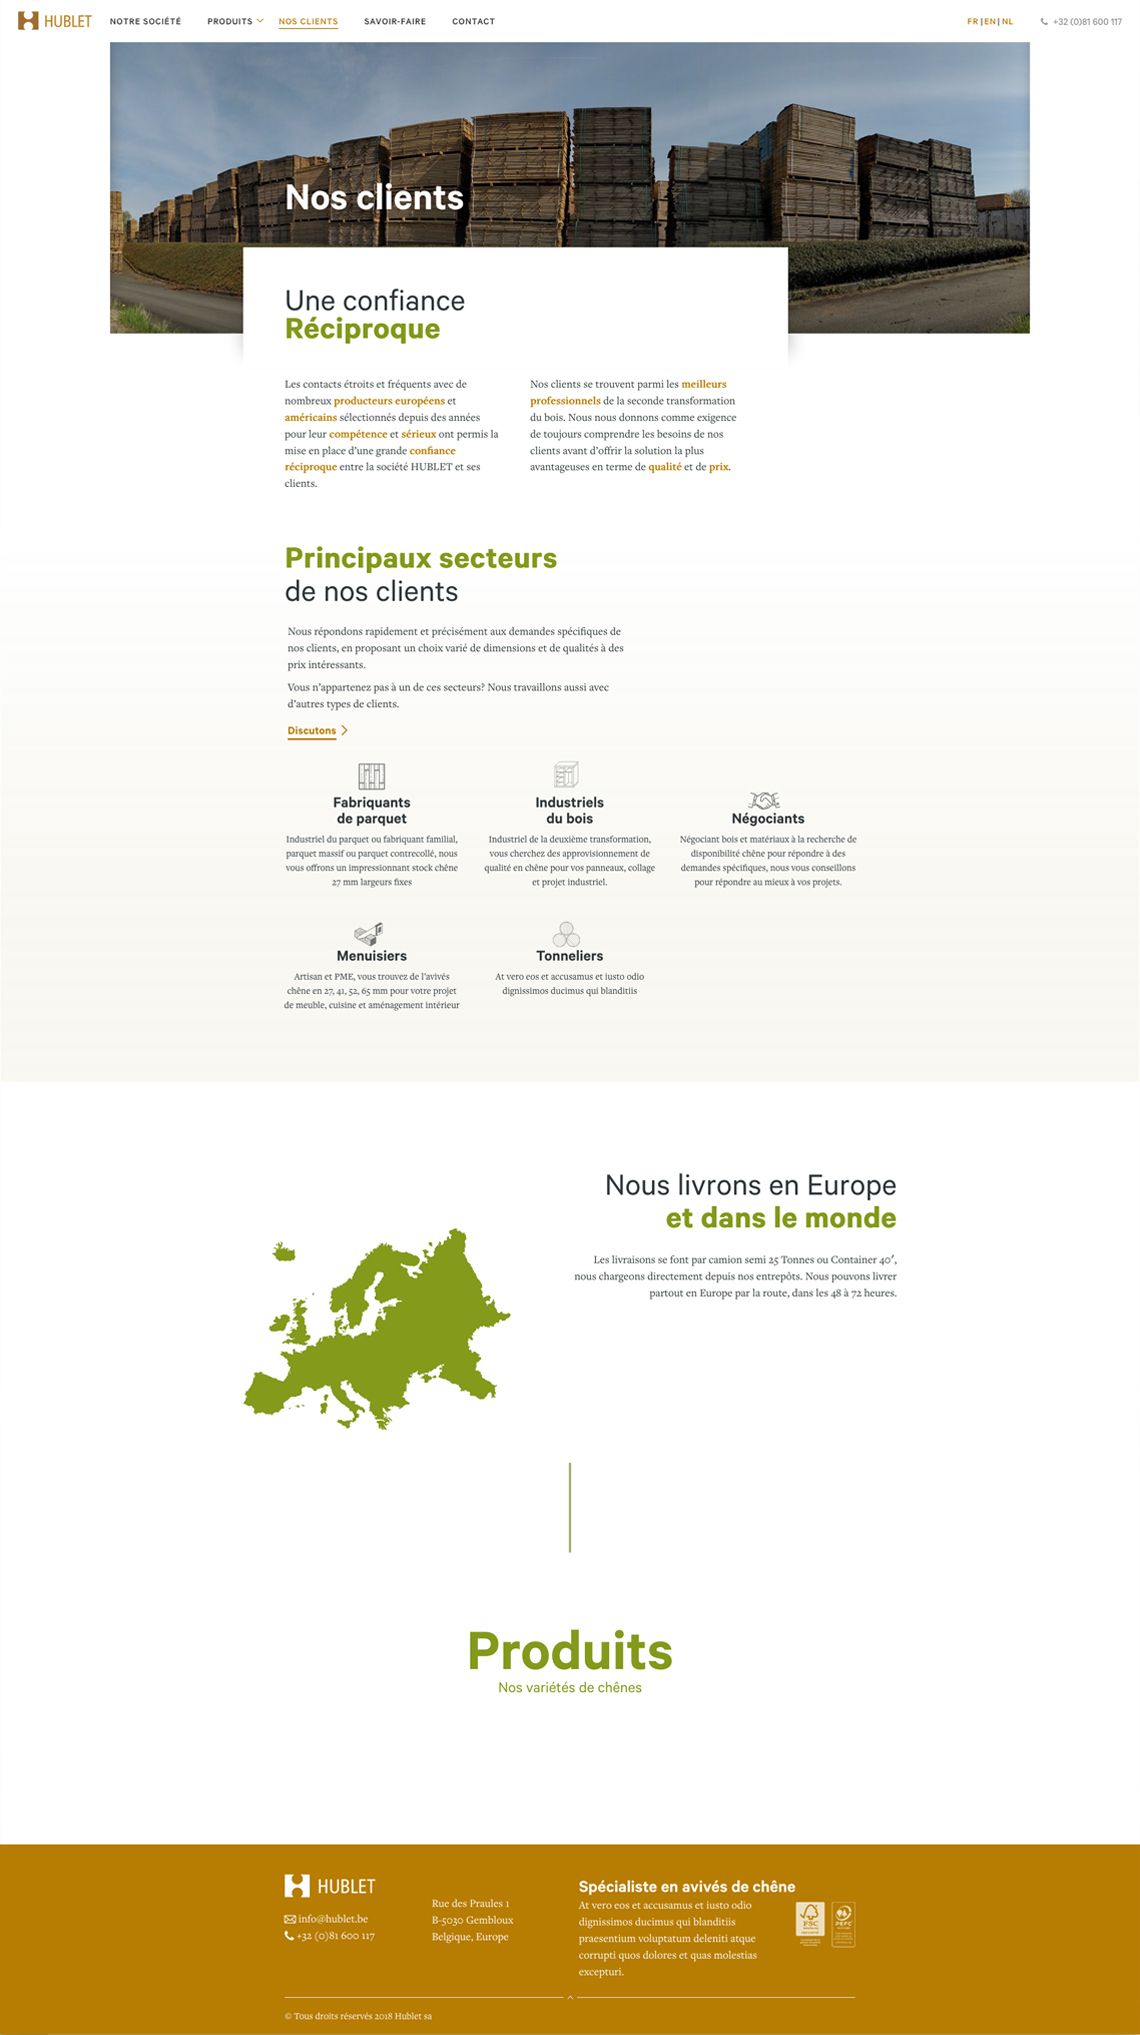 HUBLET
NOTRE SOCIÉTÉ
PRODUITS
NOS CLIENTS
SAVOIR-FAIRE
CONTACT
FR | EN | NL
+32 (0)81 600 117
Nos clients
Une confiance
Réciproque
Les contacts étroits et fréquents avec de
nombreux producteurs européens et
américains sélectionnés depuis des années
pour leur compétence et sérieux ont permis la
mise en place d'une grande confiance
réciproque entre la société HUBLET et ses
clients.
Nos clients se trouvent parmi les meilleurs
professionnels de la seconde transformation
du bois. Nous nous donnons comme exigence
de toujours comprendre les besoins de nos
clients avant d'offrir la solution la plus
avantageuses en terme de qualité et de prix.
Principaux secteurs
de nos clients
Nous répondons rapidement et précisément aux demandes spécifiques de
nos clients, en proposant un choix varié de dimensions et de qualités à des
prix intéressants.
Vous n'appartenez pas à un de ces secteurs? Nous travaillons aussi avec
d'autres types de clients.
Discutons
Fabriquants
de parquet
Industriel du parquet ou fabriquant familial,
parquet massif ou parquet contrecollé, nous
vous offrons un impressionnant stock chêne
27 mm largeurs fixes
Industriels
du bois
Industriel de la deuxième transformation,
vous cherchez des approvisionnement de
qualité en chêne pour vos panneaux, collage
et projet industriel.
Négociants
Négociant bois et matériaux à la recherche de
disponibilité chêne pour répondre à des
demandes spécifiques, nous vous conseillons
pour répondre au mieux à vos projets.
Menuisiers
Artisan et PME, vous trouvez de l'avivés
chêne en 27, 41, 52, 65 mm pour votre projet
de meuble, cuisine et aménagement intérieur
Tonneliers
At vero eos et accusamus et iusto odio
dignissimos ducimus qui blanditiis
Nous livrons en Europe
et dans le monde
Les livraisons se font par camion semi 25 Tonnes ou Container 40′,
nous chargeons directement depuis nos entrepôts. Nous pouvons livrer
partout en Europe par la route, dans les 48 à 72 heures.
Produits
Nos variétés de chênes
HUBLET
info@hublet.be
+32 (0)81 600 117
Rue des Praules 1
B-5030 Gembloux
Belgique, Europe
Spécialiste en avivés de chêne
At vero eos et accusamus et iusto odio
dignissimos ducimus qui blanditiis
praesentium voluptatum deleniti atque
corrupti quos dolores et quas molestias
excepturi.
FSC
PEFC
© Tous droits réservés 2018 Hublet sa